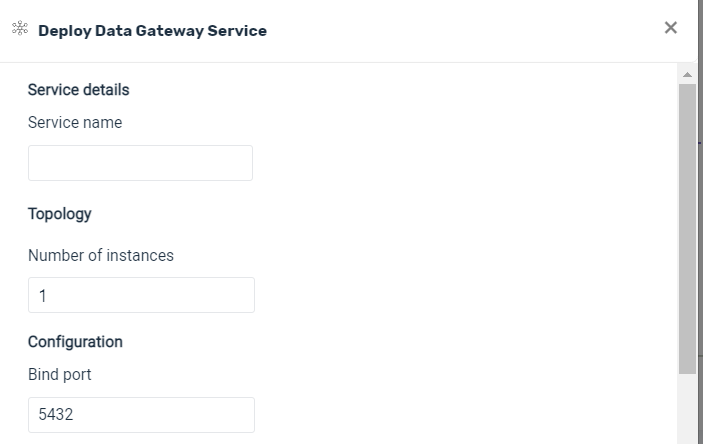 Deploy Data Gateway Service
Service details
Service name
Topology
Number of instances
1
Configuration
Bind port
5432